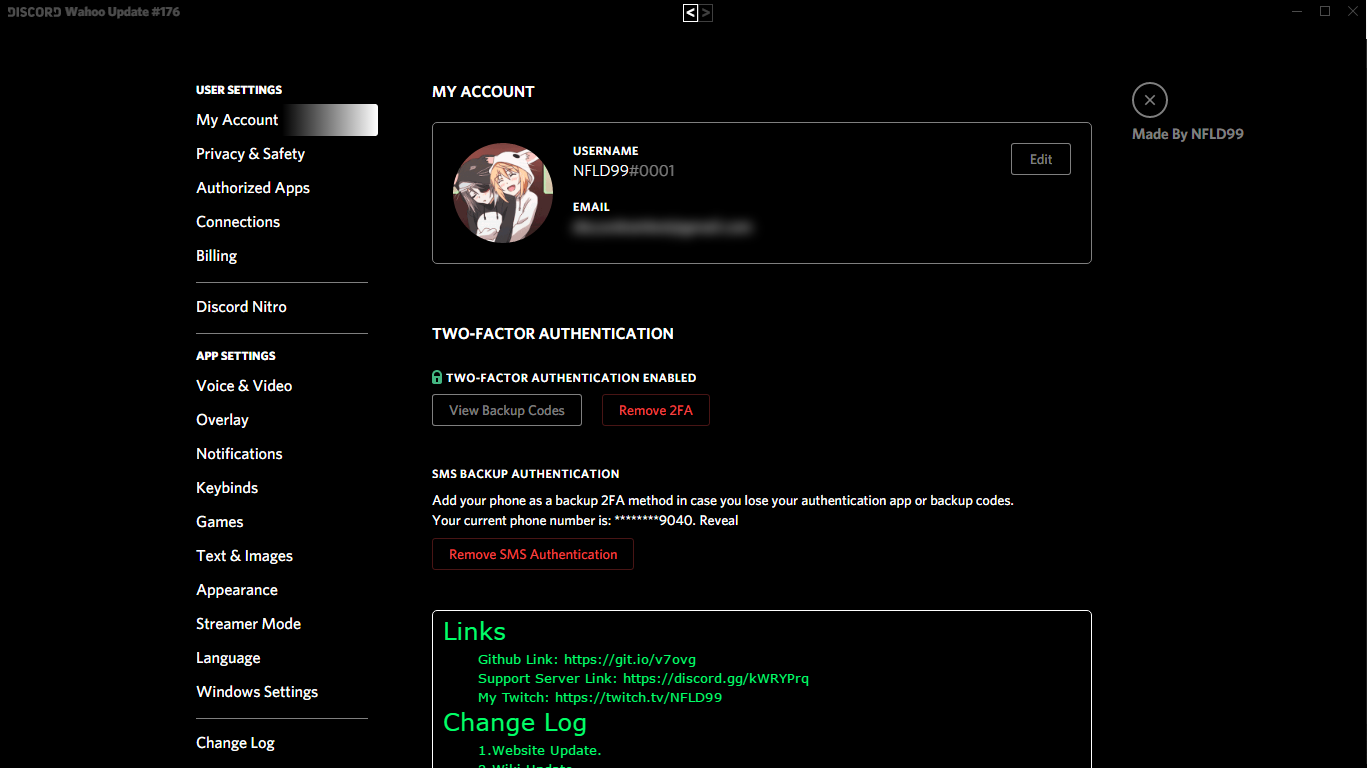 DISCORD Wahoo Update #176
< >
USER SETTINGS
My Account
Privacy & Safety
Authorized Apps
Connections
Billing
Discord Nitro
APP SETTINGS
Voice & Video
Overlay
Notifications
Keybinds
Games
Text & Images
Appearance
Streamer Mode
Language
Windows Settings
Change Log
MY ACCOUNT
USERNAME
NFLD99#0001
Edit
EMAIL
TWO-FACTOR AUTHENTICATION
TWO-FACTOR AUTHENTICATION ENABLED
View Backup Codes
Remove 2FA
SMS BACKUP AUTHENTICATION
Add your phone as a backup 2FA method in case you lose your authentication app or backup codes.
Your current phone number is: ********9040. Reveal
Remove SMS Authentication
Links
Github Link: https://git.io/v7ovg
Support Server Link: https://discord.gg/kWRYPrq
My Twitch: https://twitch.tv/NFLD99
Change Log
1.Website Update.
2.Wiki Update
Made By NFLD99